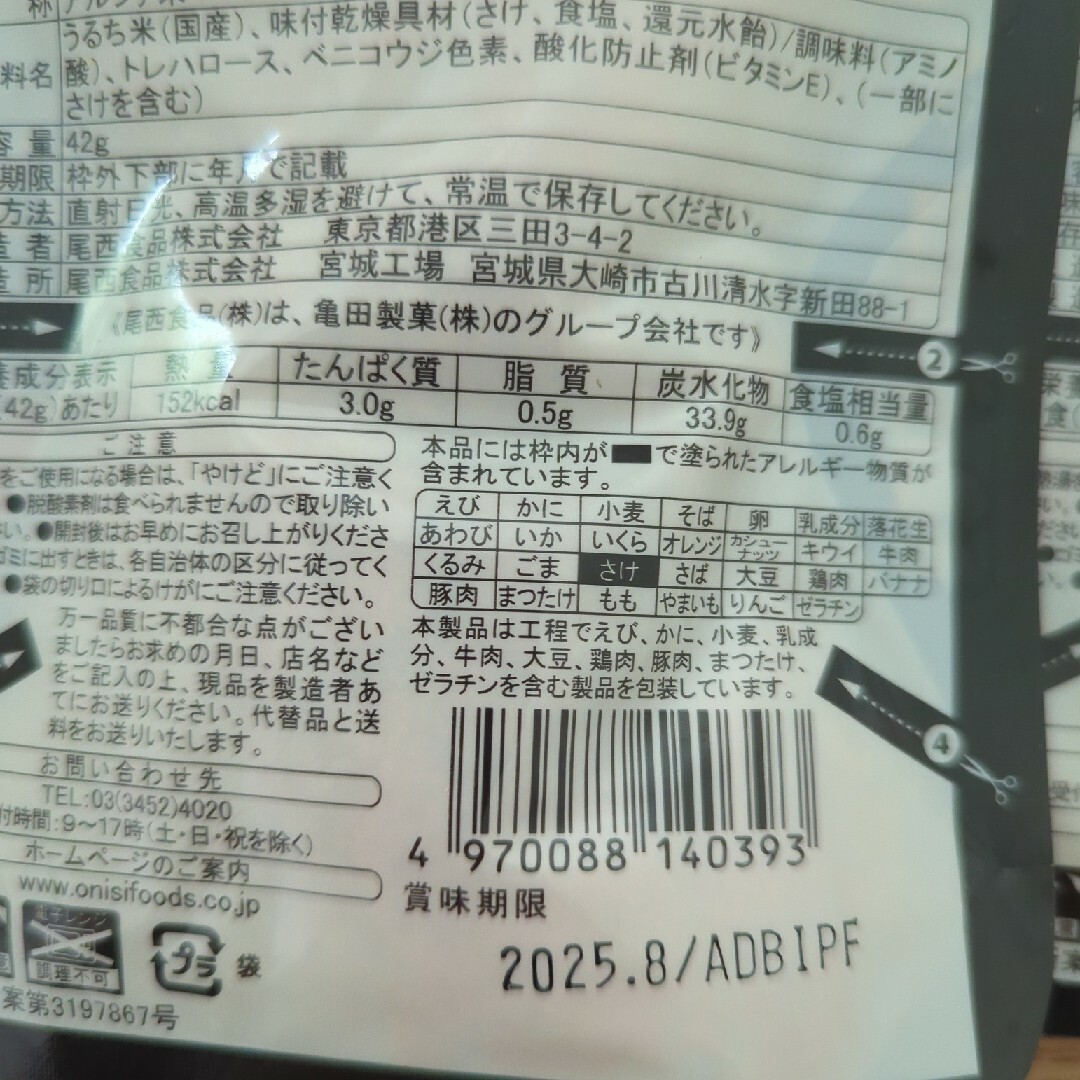 称
うるち米(国産)、味付乾燥具材(さけ、食塩、還元水飴)/調味料(アミノ
料名 酸)、トレハロース、ベニコウジ色素、酸化防止剤(ビタミンE)、(一部に
さけを含む)
容量 42g
期限 枠外下部に年月で記載
方法 直射日光、高温多湿を避けて、常温で保存してください。
造者 尾西食品株式会社 東京都港区三田3-4-2
造所 尾西食品株式会社 宮城工場 宮城県大崎市古川清水字新田88-1
《尾西食品(株)は、亀田製菓(株)のグループ会社です》
2
養成分表示 熱量 たんぱく質 脂質 炭水化物 食塩相当量
(42g)あたり 152kcal 3.0g 0.5g 33.9g 0.6g
ご注意
をご使用になる場合は、「やけど」にご注意く
●脱酸素剤は食べられませんので取り除い
い。●開封後はお早めにお召し上がりくださ
ゴミに出すときは、各自治体の区分に従ってく
●袋の切り口によるけがにご注意ください。
万一品質に不都合な点がござい
ましたらお求めの月日、店名など
をご記入の上、現品を製造者あ
てにお送りください。代替品と送
料をお送りいたします。
お問い合わせ先
TEL:03(3452)4020
付時間:9〜17時(土・日・祝を除く)
ホームページのご案内
www.onisifoods.co.jp
電子レンジ
調理不可
プラ
袋
案第3197867号
本品には枠内が■で塗られたアレルギー物質が
含まれています。
えび かに 小麦 そば 卵 乳成分 落花生
あわび いか いくら オレンジ カシューナッツ キウイ 牛肉
くるみ ごま さけ さば 大豆 鶏肉 バナナ
豚肉 まつたけ もも やまいも りんご ゼラチン
本製品は工程でえび、かに、小麦、乳成
分、牛肉、大豆、鶏肉、豚肉、まつたけ、
ゼラチンを含む製品を包装しています。
4
4 970088 140393
賞味期限
2025.8/ADBIPF